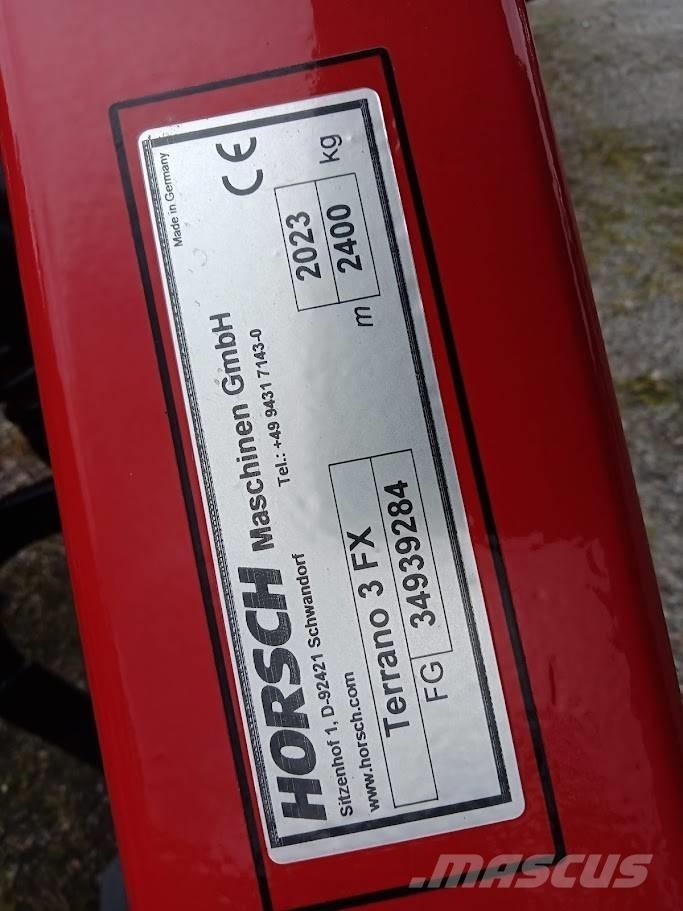 Made in Germany
HORSCH Maschinen GmbH CE
Sitzenhof 1, D-92421 Schwandorf Tel.: +49 9431 7143-0
www.horsch.com
Terrano 3 FX 2023
FG 34939284 m 2400 kg
MASCUS